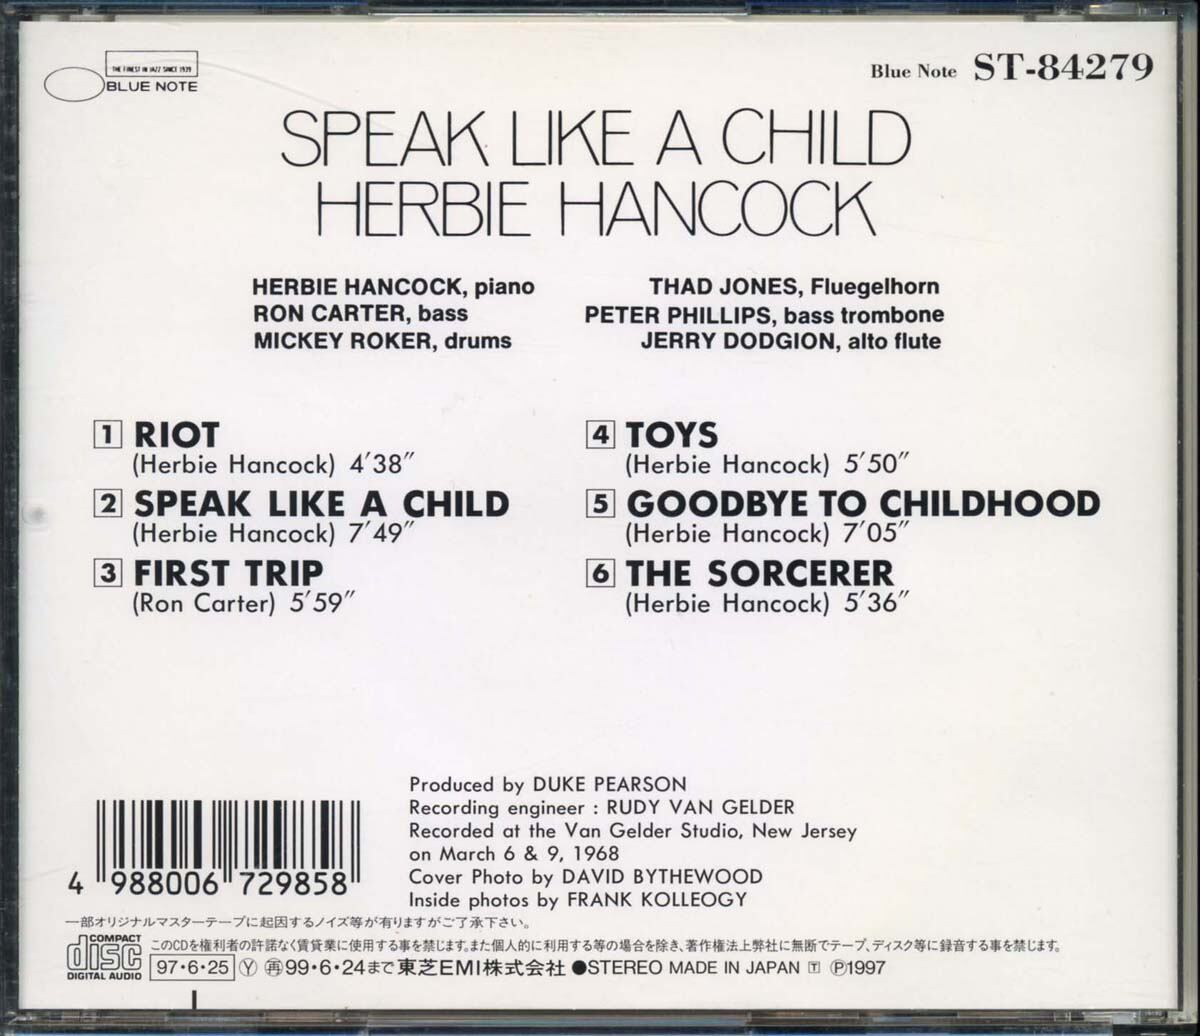 THE FINEST IN JAZZ SINCE 1939
BLUE NOTE
Blue Note ST-84279
SPEAK LIKE A CHILD
HERBIE HANCOCK
HERBIE HANCOCK, piano
RON CARTER, bass
MICKEY ROKER, drums
THAD JONES, Fluegelhorn
PETER PHILLIPS, bass trombone
JERRY DODGION, alto flute
1 RIOT
(Herbie Hancock) 4′38″
2 SPEAK LIKE A CHILD
(Herbie Hancock) 7′49″
3 FIRST TRIP
(Ron Carter) 5′59″
4 TOYS
(Herbie Hancock) 5′50″
5 GOODBYE TO CHILDHOOD
(Herbie Hancock) 7′05″
6 THE SORCERER
(Herbie Hancock) 5′36″
Produced by DUKE PEARSON
Recording engineer : RUDY VAN GELDER
Recorded at the Van Gelder Studio, New Jersey
on March 6 & 9, 1968
Cover Photo by DAVID BYTHEWOOD
Inside photos by FRANK KOLLEOGY
4 988006 729858
一部オリジナルマスターテープに起因するノイズ等が有りますがご了承下さい。
COMPACT disc DIGITAL AUDIO
このCDを権利者の許諾なく賃貸業に使用する事を禁じます。また個人的に利用する等の場合を除き、著作権法上弊社に無断でテープ、ディスク等に録音する事を禁じます。
97・6・25 Ⓨ ㊢99・6・24まで 東芝EMI株式会社 ●STEREO MADE IN JAPAN 🅃 Ⓟ1997